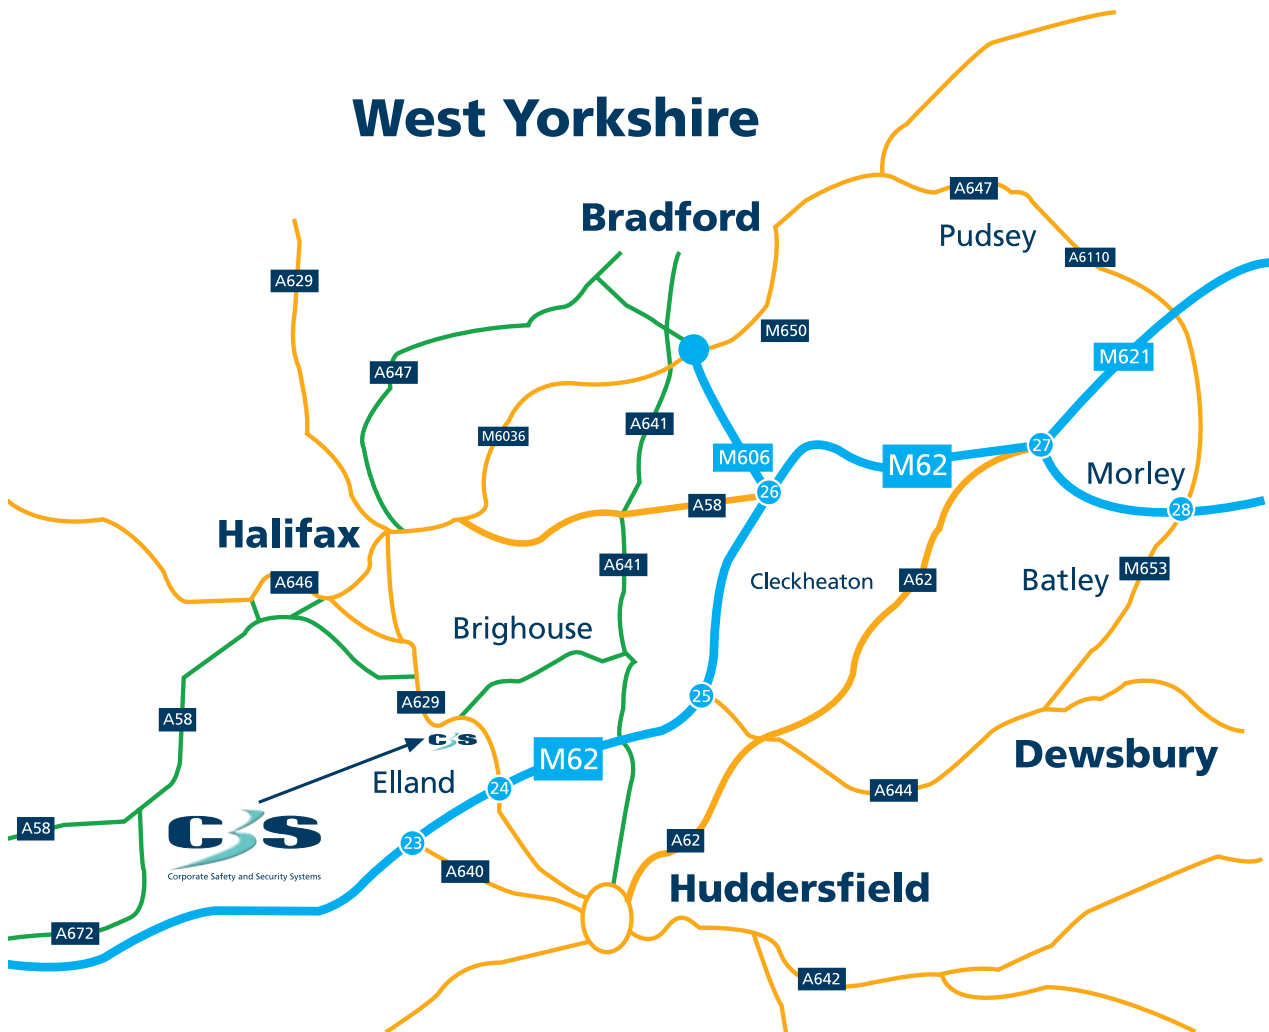 West Yorkshire
A647
Bradford
Pudsey
A6110
A629
M650
M621
A647
A641
M6036
M606
M62
27
Morley
26
A58
28
Halifax
A641
A646
Cleckheaton
A62
Batley
M653
Brighouse
A629
25
A58
C3S
M62
Dewsbury
Elland
24
A644
A58
C3S
23
A62
A640
Corporate Safety and Security Systems
Huddersfield
A672
A642